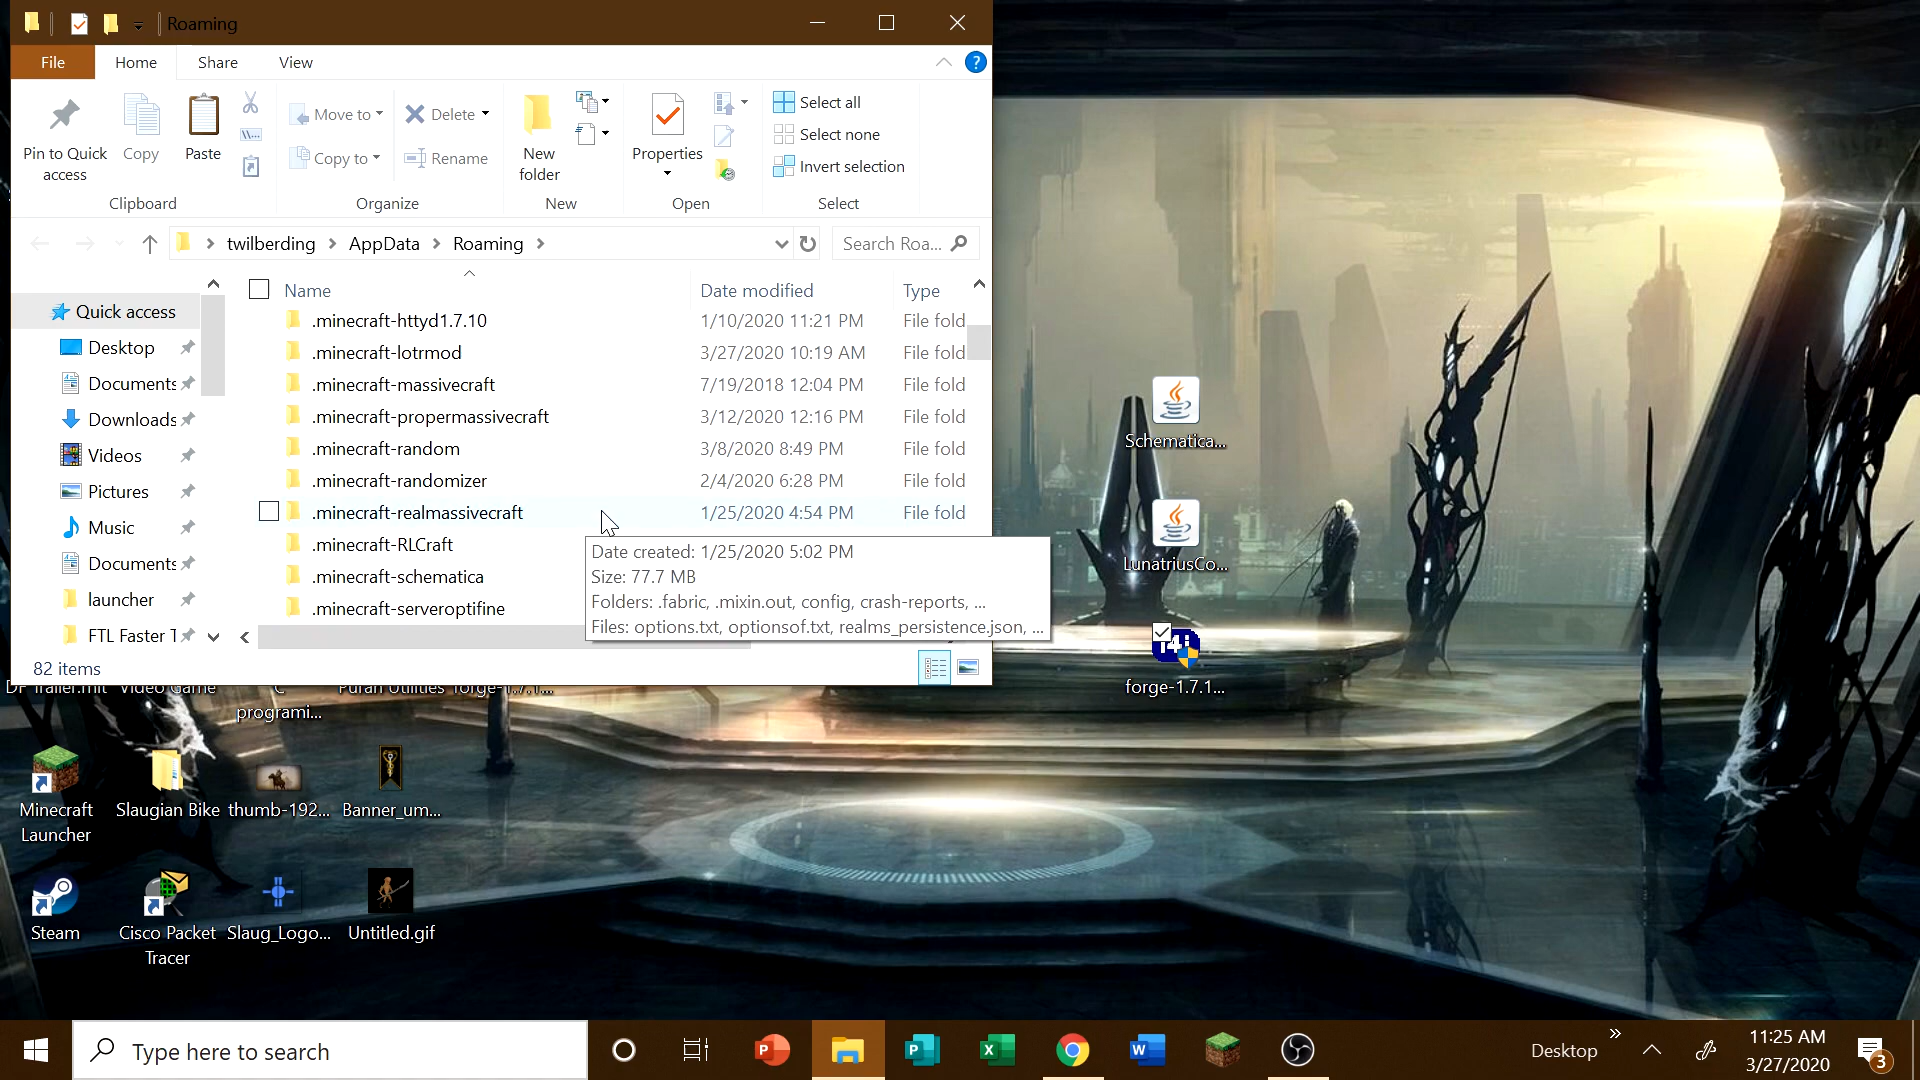 Roaming
File Home Share View
Pin to Quick access
Copy
Paste
Move to
Copy to
Delete
Rename
New folder
Properties
Select all
Select none
Invert selection
Clipboard Organize New Open Select
twilberding AppData Roaming
Search Roa...
Name Date modified Type
Quick access
Desktop
Documents
Downloads
Videos
Pictures
Music
Documents
launcher
FTL Faster T
.minecraft-httyd1.7.10 1/10/2020 11:21 PM File fold
.minecraft-lotrmod 3/27/2020 10:19 AM File fold
.minecraft-massivecraft 7/19/2018 12:04 PM File fold
.minecraft-propermassivecraft 3/12/2020 12:16 PM File fold
.minecraft-random 3/8/2020 8:49 PM File fold
.minecraft-randomizer 2/4/2020 6:28 PM File fold
.minecraft-realmassivecraft 1/25/2020 4:54 PM File fold
.minecraft-RLCraft
.minecraft-schematica
.minecraft-serveroptifine
Date created: 1/25/2020 5:02 PM
Size: 77.7 MB
Folders: .fabric, .mixin.out, config, crash-reports, ...
Files: options.txt, optionsof.txt, realms_persistence.json, ...
82 items
Schematica...
LunatriusCo...
forge-1.7.1...
Video Game
programi...
Puran Utilities
forge-1.7.1...
Minecraft Launcher
Slaugian Bike
thumb-192...
Banner_um...
Steam
Cisco Packet Tracer
Slaug_Logo...
Untitled.gif
Type here to search
Desktop
11:25 AM
3/27/2020
3